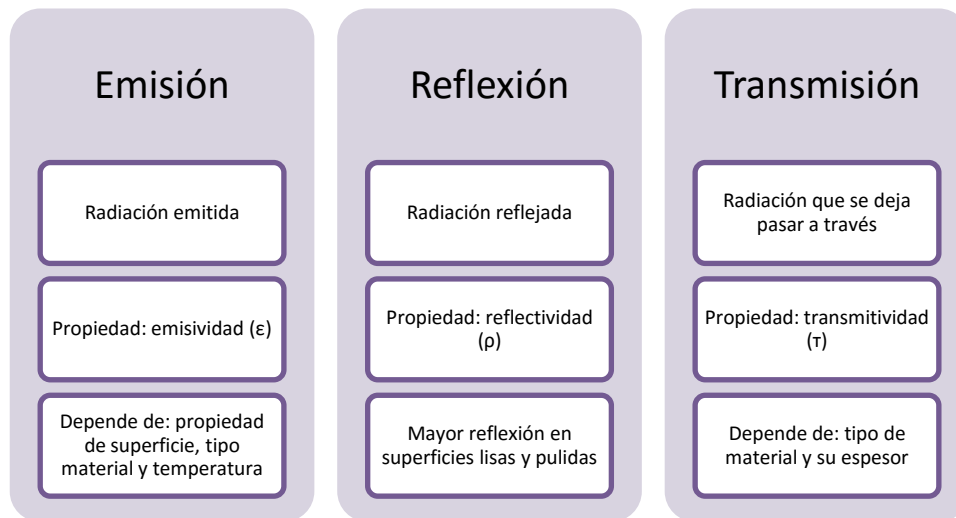 Emisión
Radiación emitida
Propiedad: emisividad (ε)
Depende de: propiedad
de superficie, tipo
material y temperatura
Reflexión
Radiación reflejada
Propiedad: reflectividad
(ρ)
Mayor reflexión en
superficies lisas y pulidas
Transmisión
Radiación que se deja
pasar a través
Propiedad: transmitividad
(τ)
Depende de: tipo de
material y su espesor